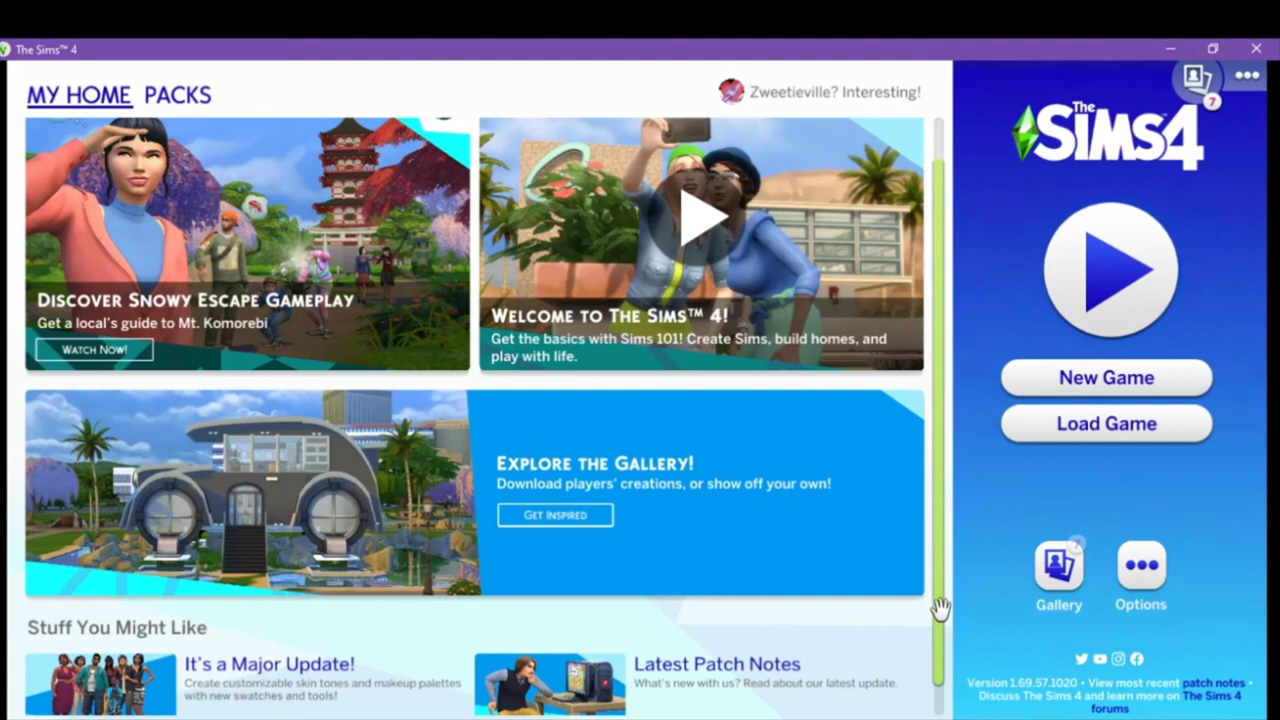 The Sims™ 4
MY HOME PACKS
Zweetieville? Interesting!
7
The
SIMS4
DISCOVER SNOWY ESCAPE GAMEPLAY
Get a local's guide to Mt. Komorebi
WATCH NOW!
WELCOME TO THE SIMS™ 4!
Get the basics with Sims 101! Create Sims, build homes, and
play with life.
New Game
Load Game
EXPLORE THE GALLERY!
Download players' creations, or show off your own!
GET INSPIRED
7
Gallery
Options
Stuff You Might Like
It's a Major Update!
Create customizable skin tones and makeup palettes
with new swatches and tools!
Latest Patch Notes
What's new with us? Read about our latest update.
Version 1.69.57.1020 • View most recent patch notes •
Discuss The Sims 4 and learn more on The Sims 4
forums